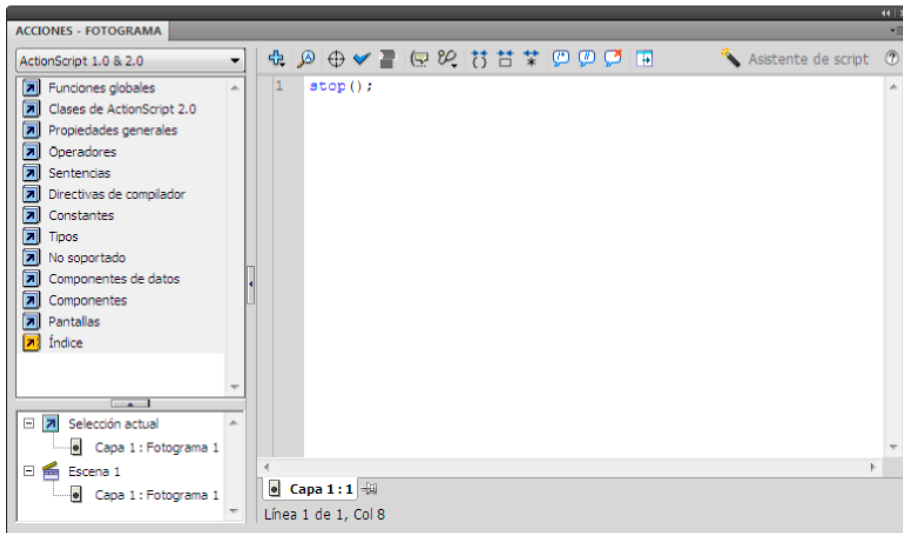 ACCIONES - FOTOGRAMA
ActionScript 1.0 & 2.0
Asistente de script
Funciones globales
Clases de ActionScript 2.0
Propiedades generales
Operadores
Sentencias
Directivas de compilador
Constantes
Tipos
No soportado
Componentes de datos
Componentes
Pantallas
Índice
1 stop();
Selección actual
Capa 1 : Fotograma 1
Escena 1
Capa 1 : Fotograma 1
Capa 1 : 1
Línea 1 de 1, Col 8